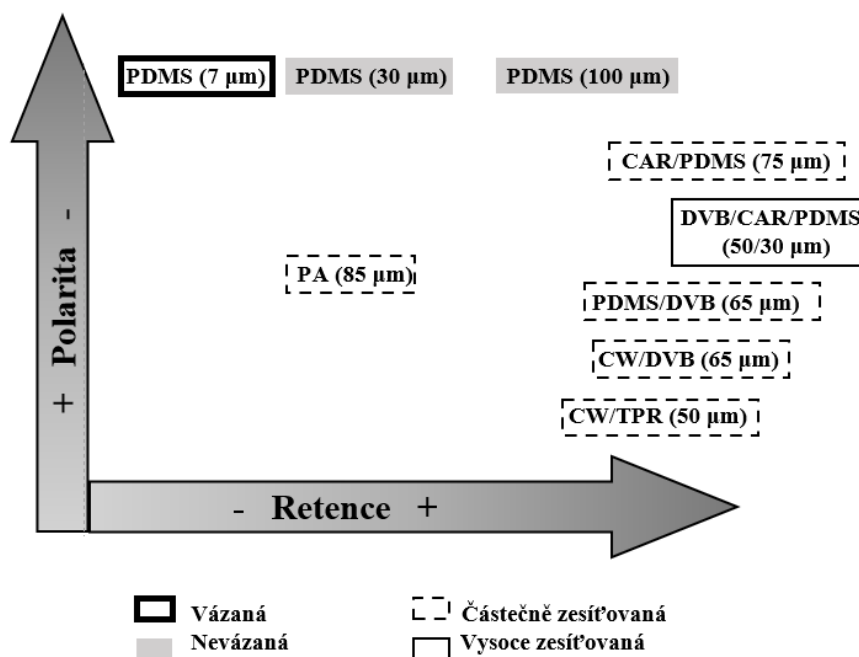 PDMS (7 μm)
PDMS (30 μm)
PDMS (100 μm)
CAR/PDMS (75 μm)
DVB/CAR/PDMS
(50/30 μm)
PA (85 μm)
PDMS/DVB (65 μm)
CW/DVB (65 μm)
CW/TPR (50 μm)
+ Polarita -
- Retence +
Vázaná
Nevázaná
Částečně zesíťovaná
Vysoce zesíťovaná